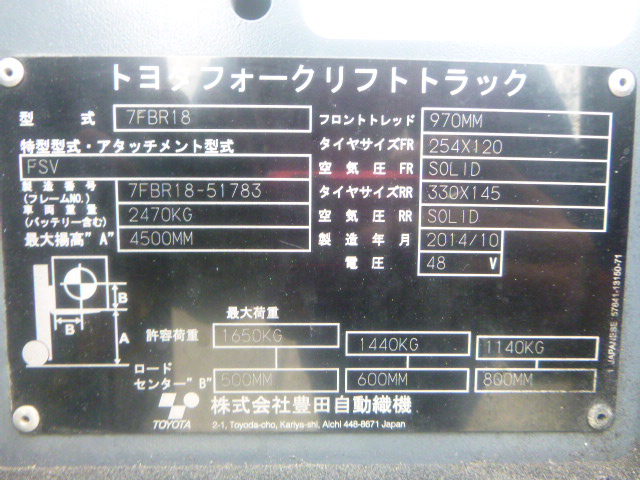 トヨタフォークリフトトラック
型式 7FBR18 フロントトレッド 970MM
特型型式・アタッチメント型式 タイヤサイズFR 254X120
FSV 空気圧 FR SOLID
製造番号 (フレームNO.) 7FBR18-51783 タイヤサイズRR 330X145
車両重量 (バッテリー含む) 2470KG 空気圧 RR SOLID
最大揚高"A" 4500MM 製造年月 2014/10
電圧 48 V
B
B
A
最大荷重
許容荷重 1650KG 1440KG 1140KG
ロードセンター"B" 500MM 600MM 800MM
TOYOTA 株式会社豊田自動織機
2-1, Toyoda-cho, Kariya-shi, Aichi 448-8671 Japan
JAPANESE 57641-13150-71